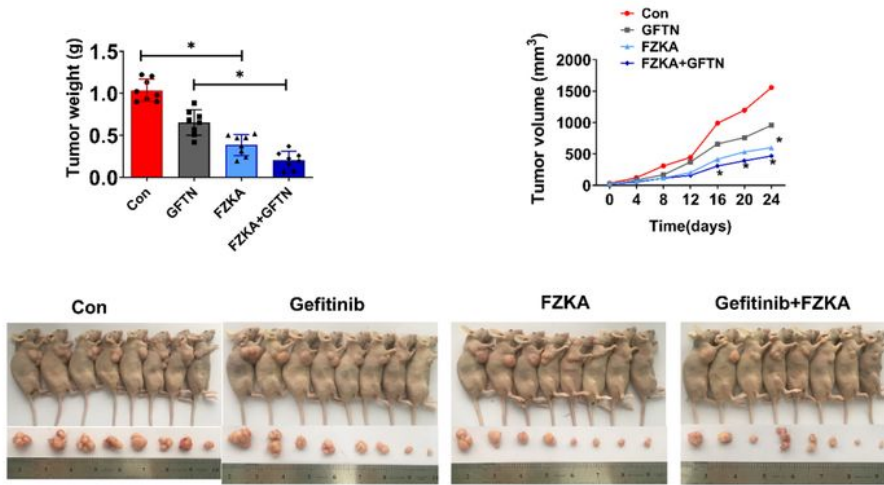 Tumor weight (g)
1.5
1.0
0.5
0.0
*
*
Con
GFTN
FZKA
FZKA+GFTN
Con
GFTN
FZKA
FZKA+GFTN
Tumor volume (mm³)
2000
1500
1000
500
0
*
*
*
*
0 4 8 12 16 20 24
Time(days)
Con
Gefitinib
FZKA
Gefitinib+FZKA